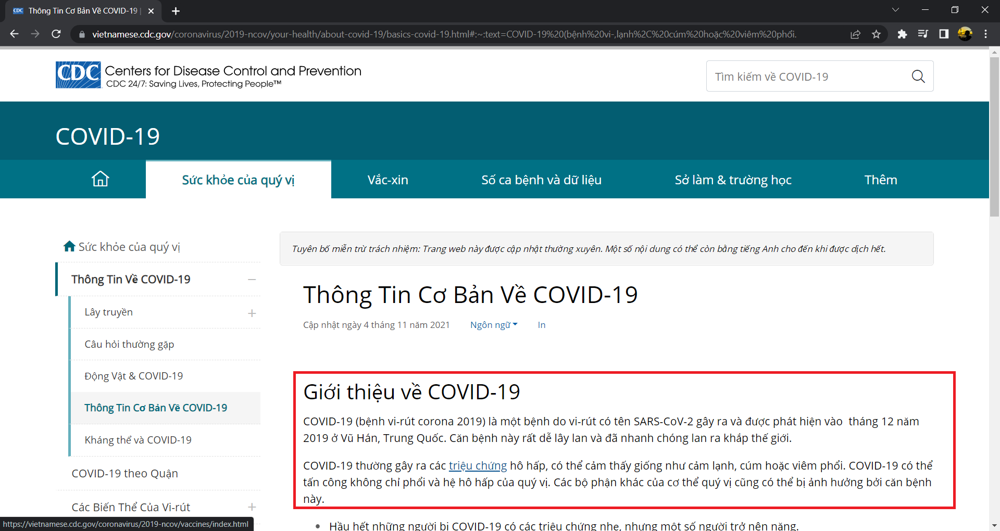 Thông Tin Cơ Bản Về COVID-19 |
vietnamese.cdc.gov/coronavirus/2019-ncov/your-health/about-covid-19/basics-covid-19.html#:~:text=COVID-19%20(bệnh%20vi-,lạnh%2C%20cúm%20hoặc%20viêm%20phổi.
CDC Centers for Disease Control and Prevention
CDC 24/7: Saving Lives, Protecting People™
Tìm kiếm về COVID-19
COVID-19
Sức khỏe của quý vị
Vắc-xin
Số ca bệnh và dữ liệu
Sở làm & trường học
Thêm
Sức khỏe của quý vị
Thông Tin Về COVID-19
Lây truyền
Câu hỏi thường gặp
Động Vật & COVID-19
Thông Tin Cơ Bản Về COVID-19
Kháng thể và COVID-19
COVID-19 theo Quận
Các Biến Thể Của Vi-rút
https://vietnamese.cdc.gov/coronavirus/2019-ncov/vaccines/index.html
Tuyên bố miễn trừ trách nhiệm: Trang web này được cập nhật thường xuyên. Một số nội dung có thể còn bằng tiếng Anh cho đến khi được dịch hết.
Thông Tin Cơ Bản Về COVID-19
Cập nhật ngày 4 tháng 11 năm 2021
Ngôn ngữ
In
Giới thiệu về COVID-19
COVID-19 (bệnh vi-rút corona 2019) là một bệnh do vi-rút có tên SARS-CoV-2 gây ra và được phát hiện vào tháng 12 năm
2019 ở Vũ Hán, Trung Quốc. Căn bệnh này rất dễ lây lan và đã nhanh chóng lan ra khắp thế giới.
COVID-19 thường gây ra các triệu chứng hô hấp, có thể cảm thấy giống như cảm lạnh, cúm hoặc viêm phổi. COVID-19 có thể
tấn công không chỉ phổi và hệ hô hấp của quý vị. Các bộ phận khác của cơ thể quý vị cũng có thể bị ảnh hưởng bởi căn bệnh
này.
Hầu hết những người bị COVID-19 có các triệu chứng nhẹ, nhưng một số người trở nên nặng.